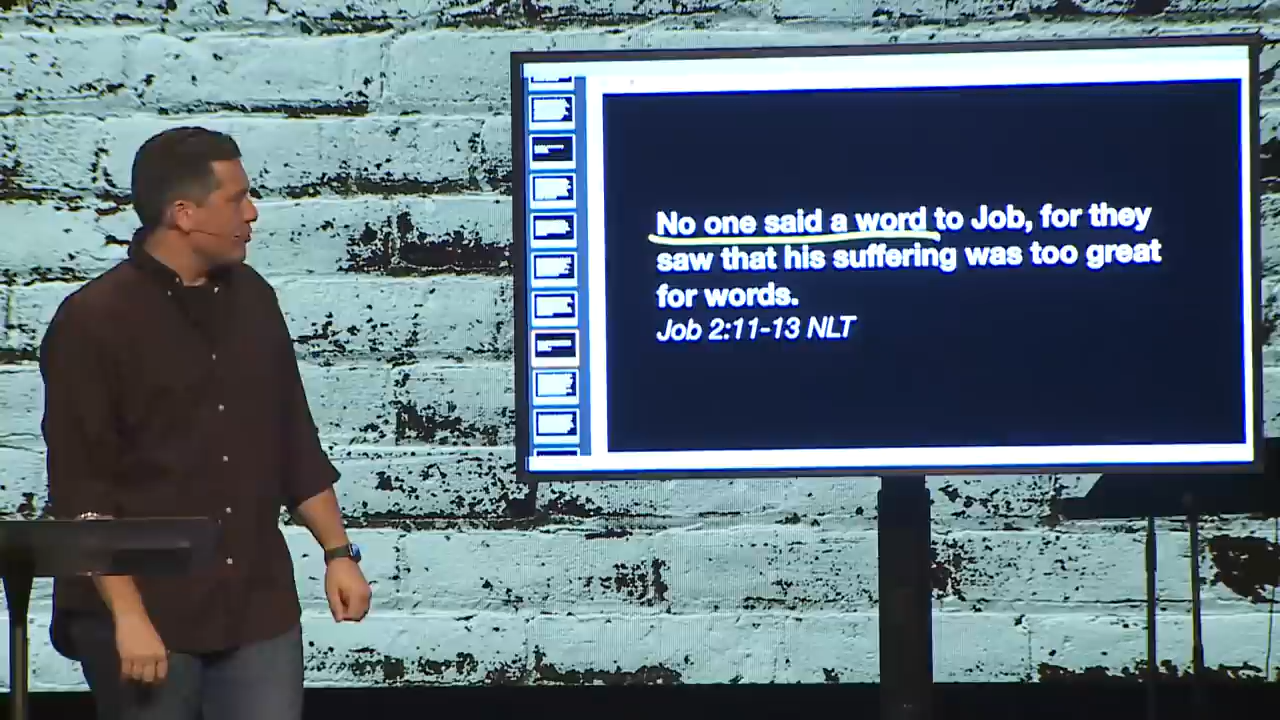 No one said a word to Job, for they
saw that his suffering was too great
for words.
Job 2:11-13 NLT